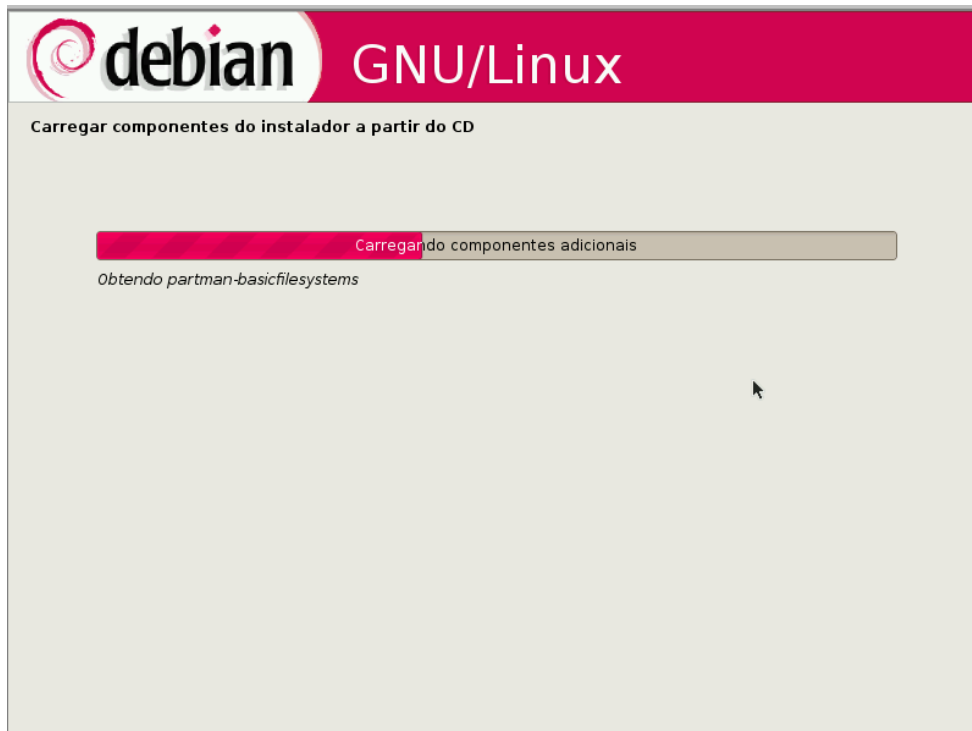 debian GNU/Linux
Carregar componentes do instalador a partir do CD
Carregando componentes adicionais
Obtendo partman-basicfilesystems